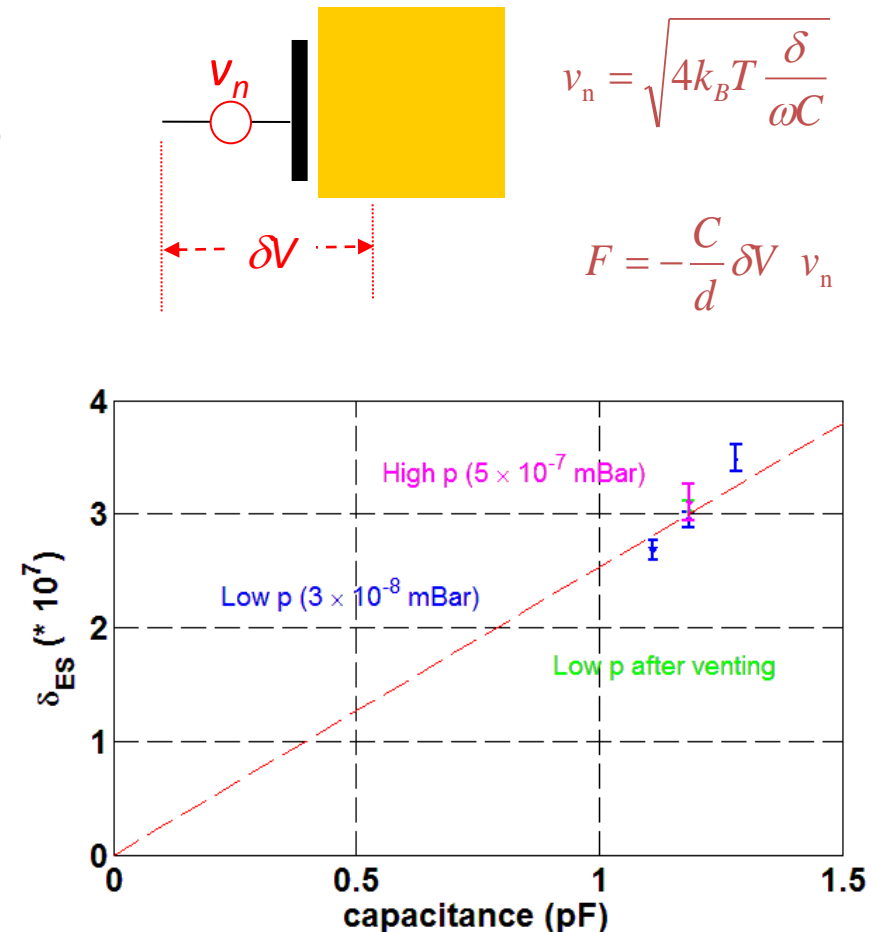 v_n
v_n = √(4k_B T δ/(ωC))
δV
F = −(C/d) δV v_n
4
High p (5 × 10^-7 mBar)
3
Low p (3 × 10^-8 mBar)
2
Low p after venting
1
0
δ_ES (* 10^7)
0 0.5 1 1.5
capacitance (pF)